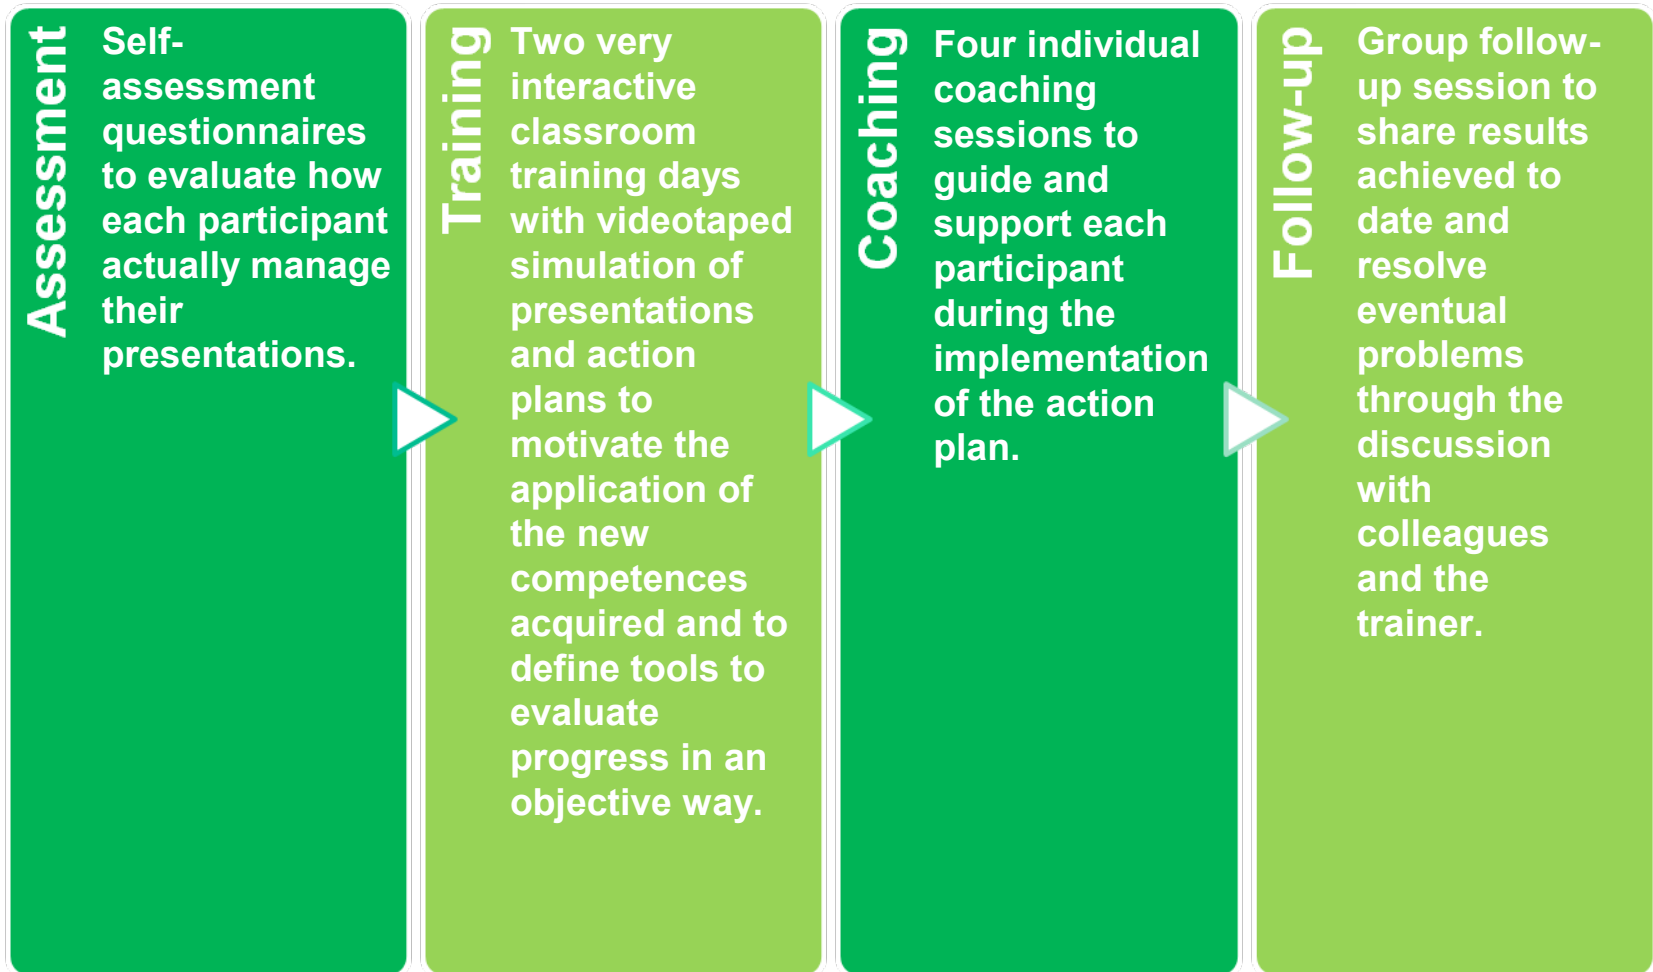 Assessment
Self-
assessment
questionnaires
to evaluate how
each participant
actually manage
their
presentations.
Training
Two very
interactive
classroom
training days
with videotaped
simulation of
presentations
and action
plans to
motivate the
application of
the new
competences
acquired and to
define tools to
evaluate
progress in an
objective way.
Coaching
Four individual
coaching
sessions to
guide and
support each
participant
during the
implementation
of the action
plan.
Follow-up
Group follow-
up session to
share results
achieved to
date and
resolve
eventual
problems
through the
discussion
with
colleagues
and the
trainer.